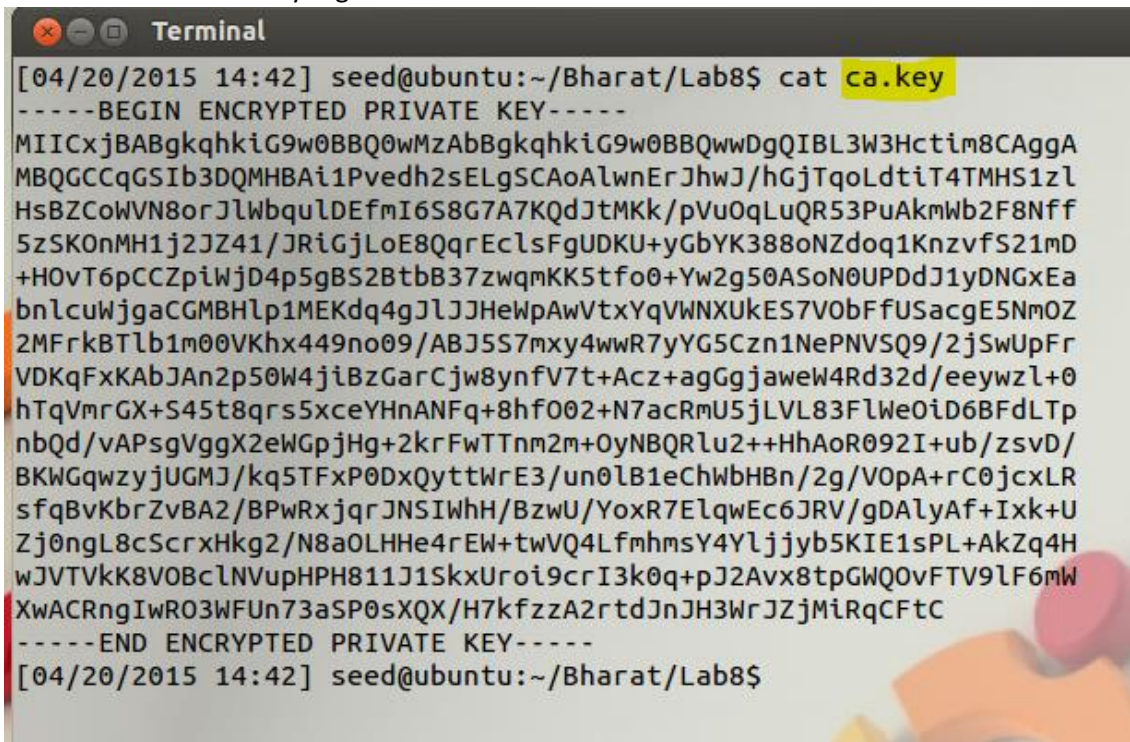 Terminal
[04/20/2015 14:42] seed@ubuntu:~/Bharat/Lab8$ cat ca.key
-----BEGIN ENCRYPTED PRIVATE KEY-----
MIICxjBABgkqhkiG9w0BBQ0wMzAbBgkqhkiG9w0BBQwwDgQIBL3W3Hctim8CAggA
MBQGCCqGSIb3DQMHBAi1Pvedh2sELgSCAoAlwnErJhwJ/hGjTqoLdtiT4TMHS1zl
HsBZCoWVN8orJlWbqulDEfmI6S8G7A7KQdJtMKk/pVuOqLuQR53PuAkmWb2F8Nff
5zSKOnMH1j2JZ41/JRiGjLoE8QqrEclsFgUDKU+yGbYK388oNZdoq1KnzvfS21mD
+HOvT6pCCZpiWjD4p5gBS2BtbB37zwqmKK5tfo0+Yw2g50ASoN0UPDdJ1yDNGxEa
bnlcuWjgaCGMBHlp1MEKdq4gJlJJHeWpAwVtxYqVWNXUkES7VObFfUSacgE5NmOZ
2MFrkBTlb1m00VKhx449no09/ABJ5S7mxy4wwR7yYG5Czn1NePNVSQ9/2jSwUpFr
VDKqFxKAbJAn2p50W4jiBzGarCjw8ynfV7t+Acz+agGgjaweW4Rd32d/eeywzl+0
hTqVmrGX+S45t8qrs5xceYHnANFq+8hfO02+N7acRmU5jLVL83FlWeOiD6BFdLTp
nbQd/vAPsgVggX2eWGpjHg+2krFwTTnm2m+OyNBQRlu2++HhAoR092I+ub/zsvD/
BKWGqwzyjUGMJ/kq5TFxP0DxQyttWrE3/un0lB1eChWbHBn/2g/VOpA+rC0jcxLR
sfqBvKbrZvBA2/BPwRxjqrJNSIWhH/BzwU/YoxR7ElqwEc6JRV/gDAlyAf+Ixk+U
Zj0ngL8cScrxHkg2/N8aOLHHe4rEW+twVQ4LfmhmsY4Yljjyb5KIE1sPL+AkZq4H
wJVTVkK8VOBclNVupHPH811J1SkxUroi9crI3k0q+pJ2Avx8tpGWQOvFTV9lF6mW
XwACRngIwRO3WFUn73aSP0sXQX/H7kfzzA2rtdJnJH3WrJZjMiRqCFtC
-----END ENCRYPTED PRIVATE KEY-----
[04/20/2015 14:42] seed@ubuntu:~/Bharat/Lab8$